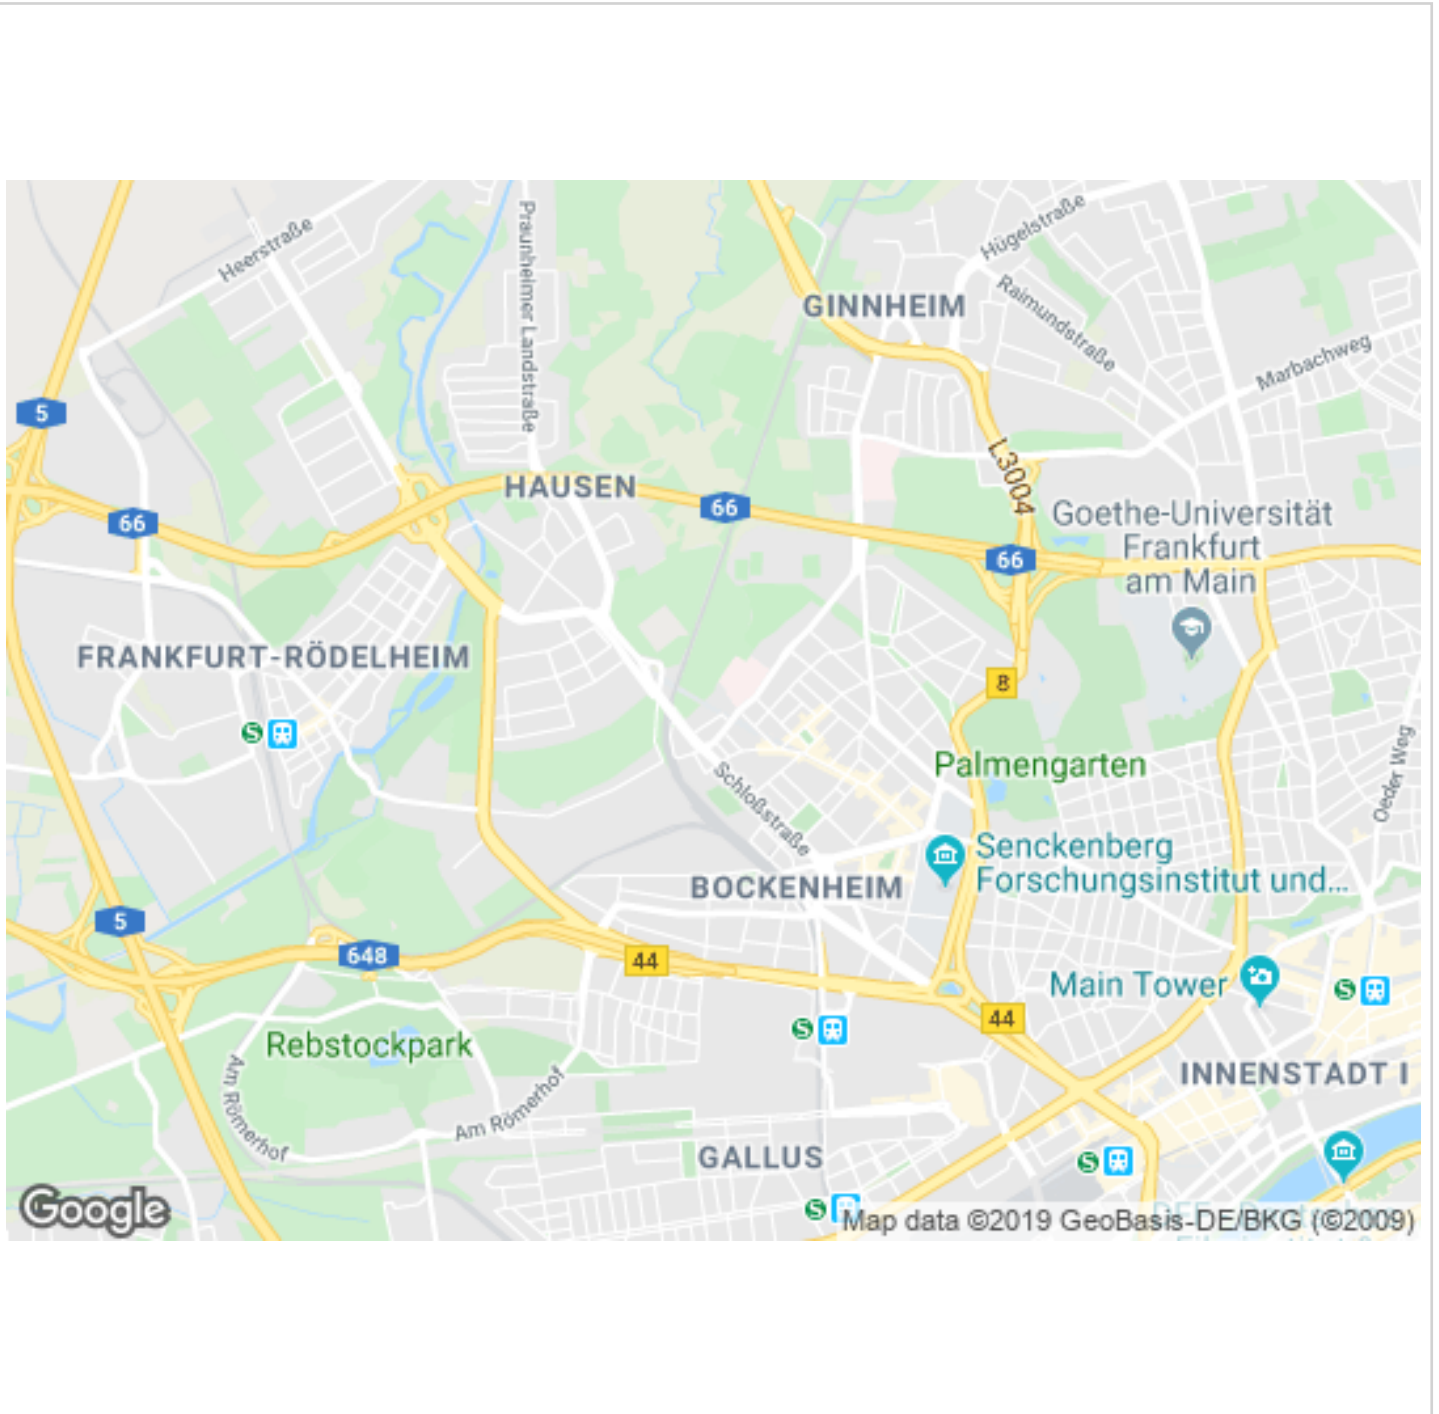 Heerstraße
Praunheimer Landstraße
Hügelstraße
GINNHEIM
Raimundstraße
Marbachweg
5
L3004
HAUSEN
66
66
66
Goethe-Universität
Frankfurt
am Main
FRANKFURT-RÖDELHEIM
8
S
Palmengarten
Oeder Weg
Schloßstraße
Senckenberg
Forschungsinstitut und...
BOCKENHEIM
5
648
44
Main Tower
S
44
S
Rebstockpark
INNENSTADT I
Am Römerhof
Am Römerhof
GALLUS
S
S
Google
Map data ©2019 GeoBasis-DE/BKG (©2009)